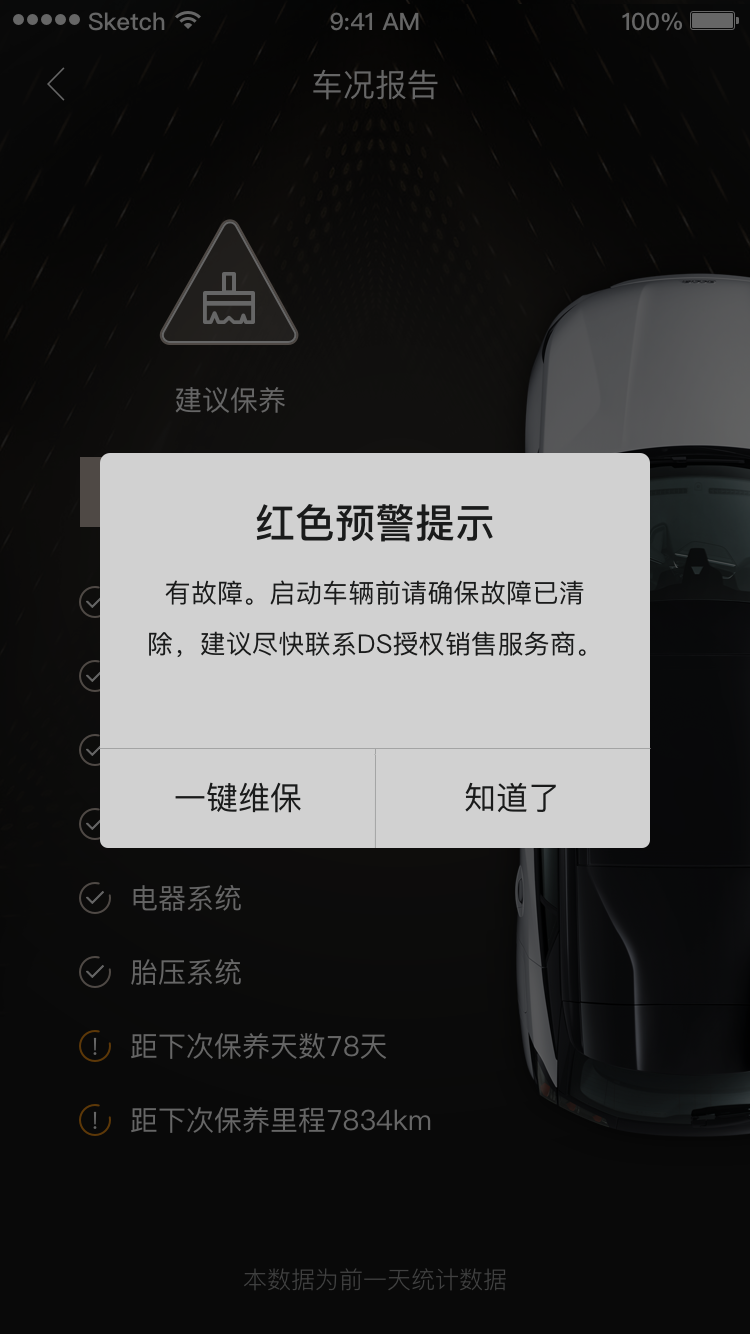 Sketch 9:41 AM 100%
车况报告
建议保养
红色预警提示
有故障。启动车辆前请确保故障已清
除，建议尽快联系DS授权销售服务商。
一键维保 知道了
电器系统
胎压系统
距下次保养天数78天
距下次保养里程7834km
本数据为前一天统计数据